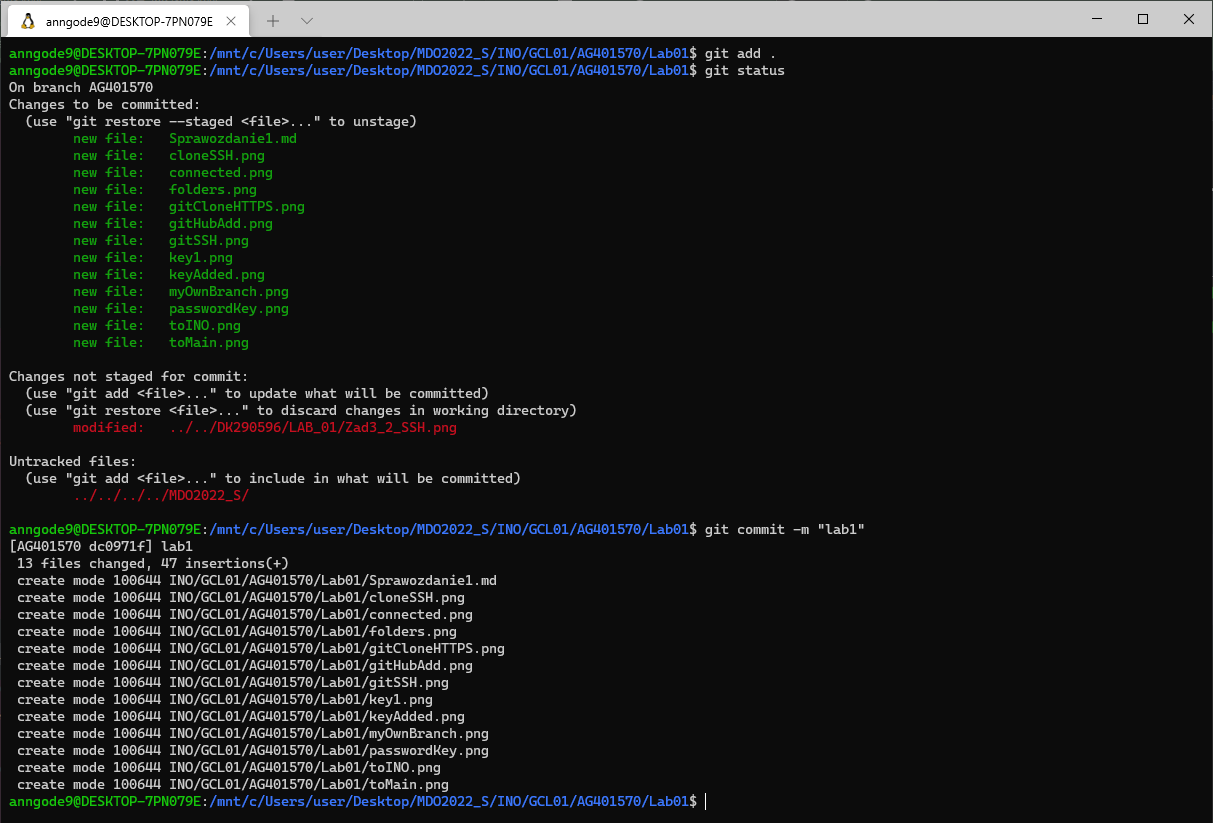 anngode9@DESKTOP-7PN079E
anngode9@DESKTOP-7PN079E:/mnt/c/Users/user/Desktop/MDO2022_S/INO/GCL01/AG401570/Lab01$ git add .
anngode9@DESKTOP-7PN079E:/mnt/c/Users/user/Desktop/MDO2022_S/INO/GCL01/AG401570/Lab01$ git status
On branch AG401570
Changes to be committed:
  (use "git restore --staged <file>..." to unstage)
        new file:   Sprawozdanie1.md
        new file:   cloneSSH.png
        new file:   connected.png
        new file:   folders.png
        new file:   gitCloneHTTPS.png
        new file:   gitHubAdd.png
        new file:   gitSSH.png
        new file:   key1.png
        new file:   keyAdded.png
        new file:   myOwnBranch.png
        new file:   passwordKey.png
        new file:   toINO.png
        new file:   toMain.png

Changes not staged for commit:
  (use "git add <file>..." to update what will be committed)
  (use "git restore <file>..." to discard changes in working directory)
        modified:   ../../DK290596/LAB_01/Zad3_2_SSH.png

Untracked files:
  (use "git add <file>..." to include in what will be committed)
        ../../../../MDO2022_S/

anngode9@DESKTOP-7PN079E:/mnt/c/Users/user/Desktop/MDO2022_S/INO/GCL01/AG401570/Lab01$ git commit -m "lab1"
[AG401570 dc0971f] lab1
 13 files changed, 47 insertions(+)
 create mode 100644 INO/GCL01/AG401570/Lab01/Sprawozdanie1.md
 create mode 100644 INO/GCL01/AG401570/Lab01/cloneSSH.png
 create mode 100644 INO/GCL01/AG401570/Lab01/connected.png
 create mode 100644 INO/GCL01/AG401570/Lab01/folders.png
 create mode 100644 INO/GCL01/AG401570/Lab01/gitCloneHTTPS.png
 create mode 100644 INO/GCL01/AG401570/Lab01/gitHubAdd.png
 create mode 100644 INO/GCL01/AG401570/Lab01/gitSSH.png
 create mode 100644 INO/GCL01/AG401570/Lab01/key1.png
 create mode 100644 INO/GCL01/AG401570/Lab01/keyAdded.png
 create mode 100644 INO/GCL01/AG401570/Lab01/myOwnBranch.png
 create mode 100644 INO/GCL01/AG401570/Lab01/passwordKey.png
 create mode 100644 INO/GCL01/AG401570/Lab01/toINO.png
 create mode 100644 INO/GCL01/AG401570/Lab01/toMain.png
anngode9@DESKTOP-7PN079E:/mnt/c/Users/user/Desktop/MDO2022_S/INO/GCL01/AG401570/Lab01$